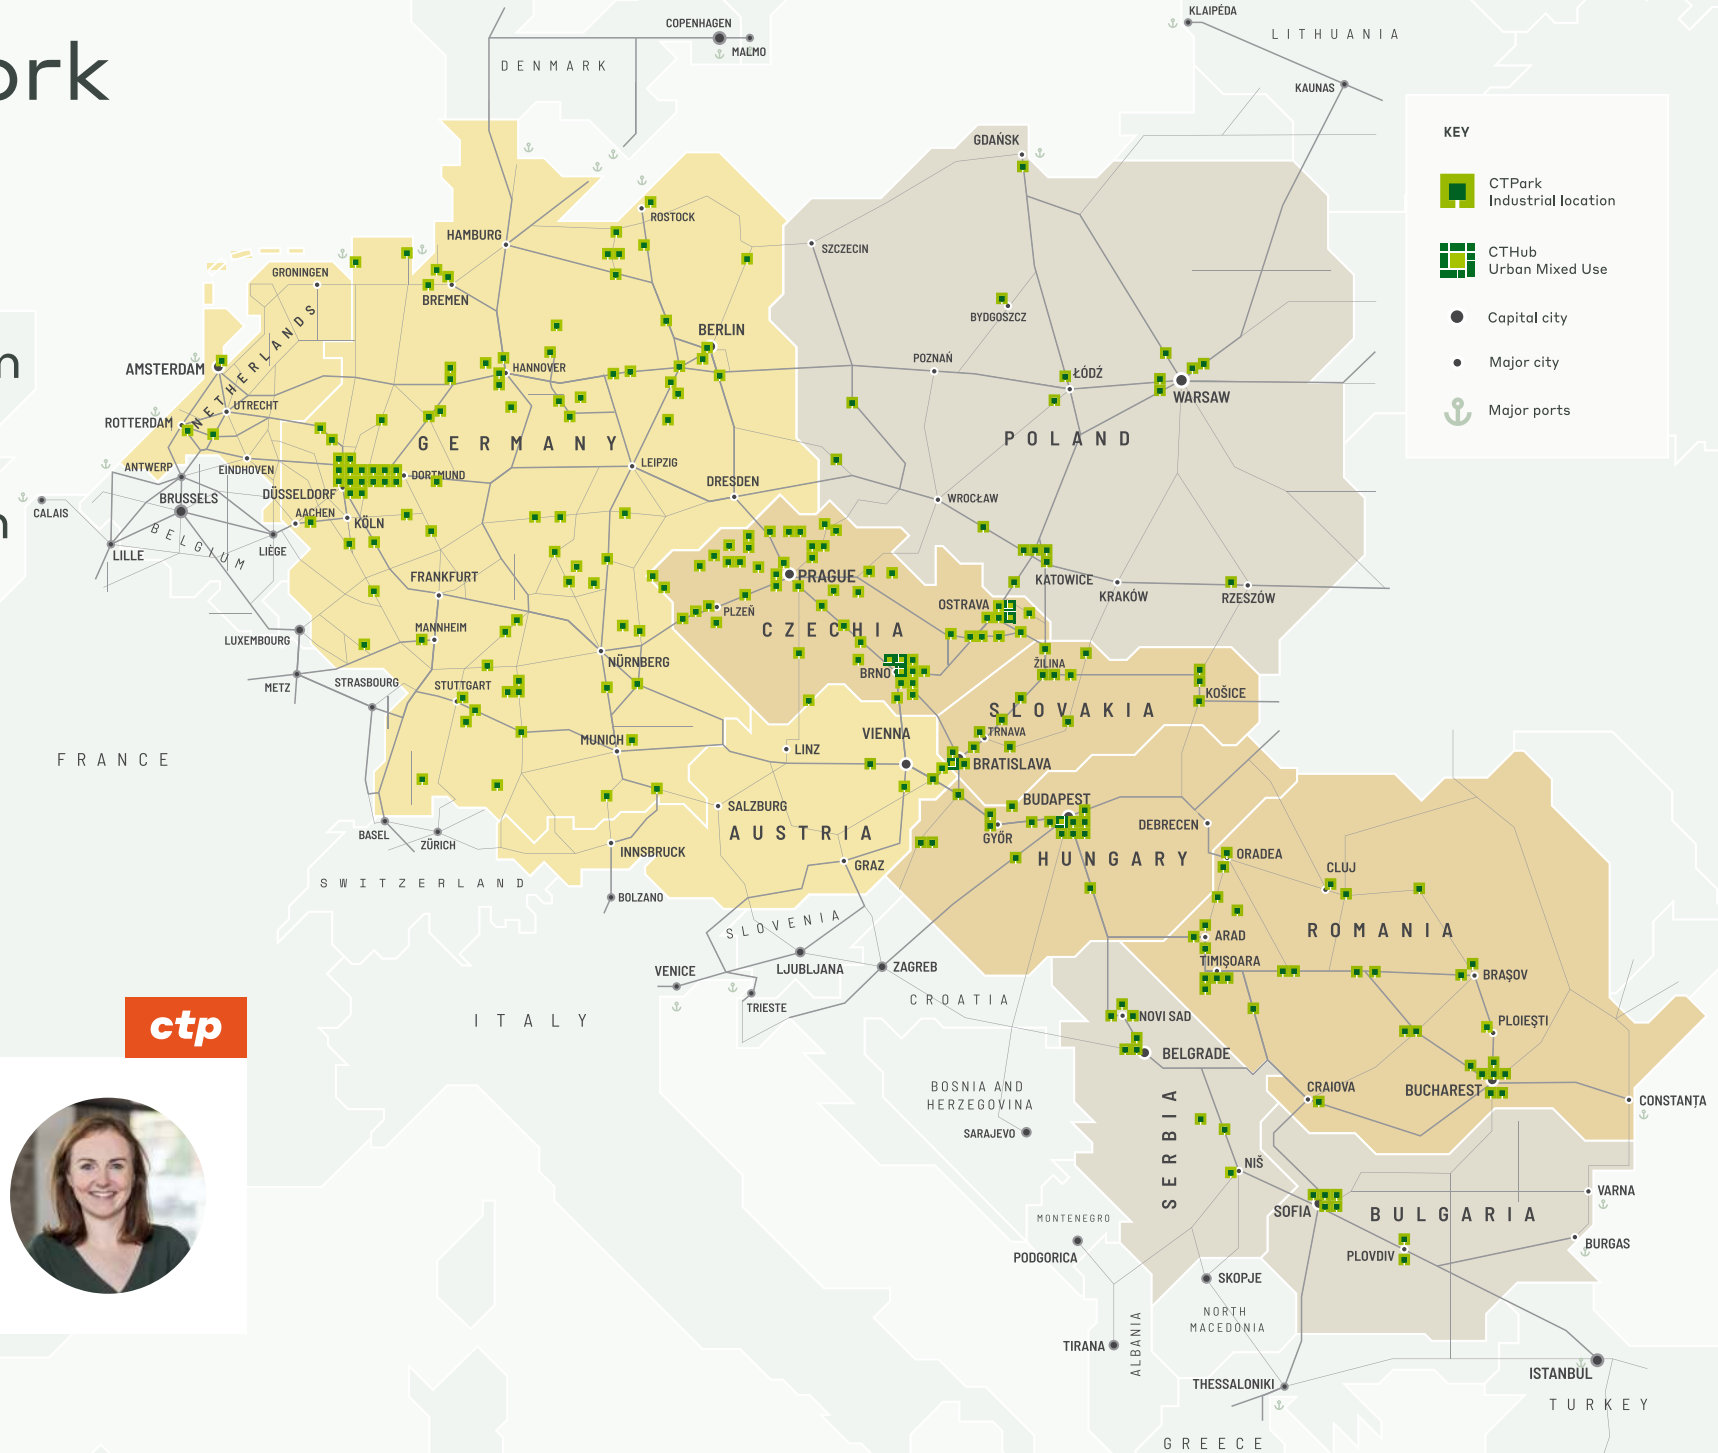 ork
m
n
COPENHAGEN
MALMO
DENMARK
KLAIPĖDA
LITHUANIA
KAUNAS
KEY
CTPark
Industrial location
CTHub
Urban Mixed Use
Capital city
Major city
Major ports
GDAŃSK
ROSTOCK
HAMBURG
SZCZECIN
GRONINGEN
BREMEN
BYDGOSZCZ
NETHERLANDS
BERLIN
AMSTERDAM
HANNOVER
POZNAŃ
ŁÓDŹ
WARSAW
UTRECHT
ROTTERDAM
GERMANY
POLAND
ANTWERP
EINDHOVEN
DORTMUND
LEIPZIG
DRESDEN
BRUSSELS
DÜSSELDORF
WROCŁAW
CALAIS
AACHEN
KÖLN
BELGIUM
LIÈGE
LILLE
FRANKFURT
PRAGUE
KATOWICE
KRAKÓW
RZESZÓW
PLZEŇ
OSTRAVA
LUXEMBOURG
MANNHEIM
CZECHIA
NÜRNBERG
ŽILINA
METZ
STRASBOURG
STUTTGART
BRNO
KOŠICE
SLOVAKIA
FRANCE
MUNICH
LINZ
VIENNA
TRNAVA
BRATISLAVA
SALZBURG
BUDAPEST
BASEL
ZÜRICH
AUSTRIA
GYÖR
DEBRECEN
INNSBRUCK
HUNGARY
ORADEA
SWITZERLAND
GRAZ
CLUJ
BOLZANO
SLOVENIA
ROMANIA
ARAD
VENICE
LJUBLJANA
ZAGREB
TIMIȘOARA
BRAȘOV
TRIESTE
CROATIA
ITALY
NOVI SAD
PLOIEȘTI
ctp
BELGRADE
BOSNIA AND
HERZEGOVINA
CRAIOVA
BUCHAREST
CONSTANȚA
SARAJEVO
SERBIA
NIŠ
VARNA
MONTENEGRO
SOFIA
BULGARIA
PODGORICA
PLOVDIV
BURGAS
SKOPJE
NORTH
MACEDONIA
TIRANA
ALBANIA
ISTANBUL
THESSALONIKI
TURKEY
GREECE